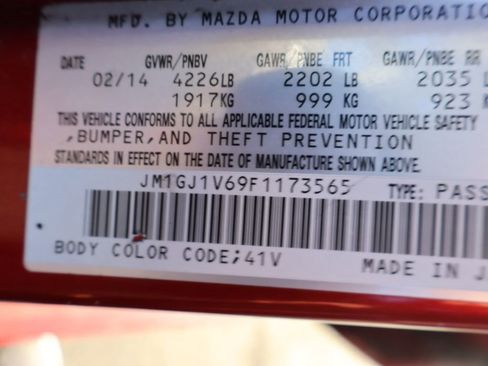 MFD. BY MAZDA MOTOR CORPORATIO
DATE GVWR/PNBV GAWR/PNBE FRT GAWR/PNBE RR
02/14 4226LB 2202 LB 2035 L
1917KG 999 KG 923 K
THIS VEHICLE CONFORMS TO ALL APPLICABLE FEDERAL MOTOR VEHICLE SAFETY
,BUMPER,AND THEFT PREVENTION
STANDARDS IN EFFECT ON THE DATE OF MANUFACTURE SHOWN ABOVE.
JM1GJ1V69F1173565 TYPE: PASS
BODY COLOR CODE;41V MADE IN J